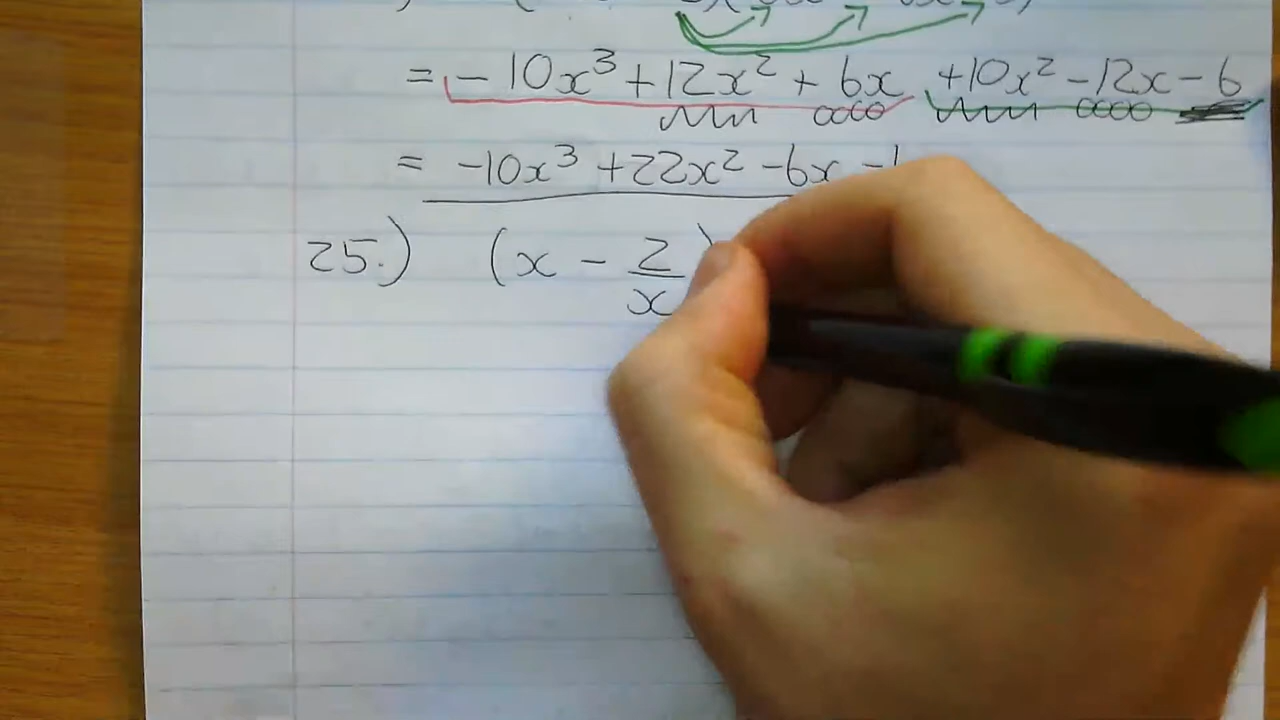 = -10x³ + 12x² + 6x +10x² - 12x - 6
= -10x³ + 22x² - 6x -
25.) (x - 2/x)